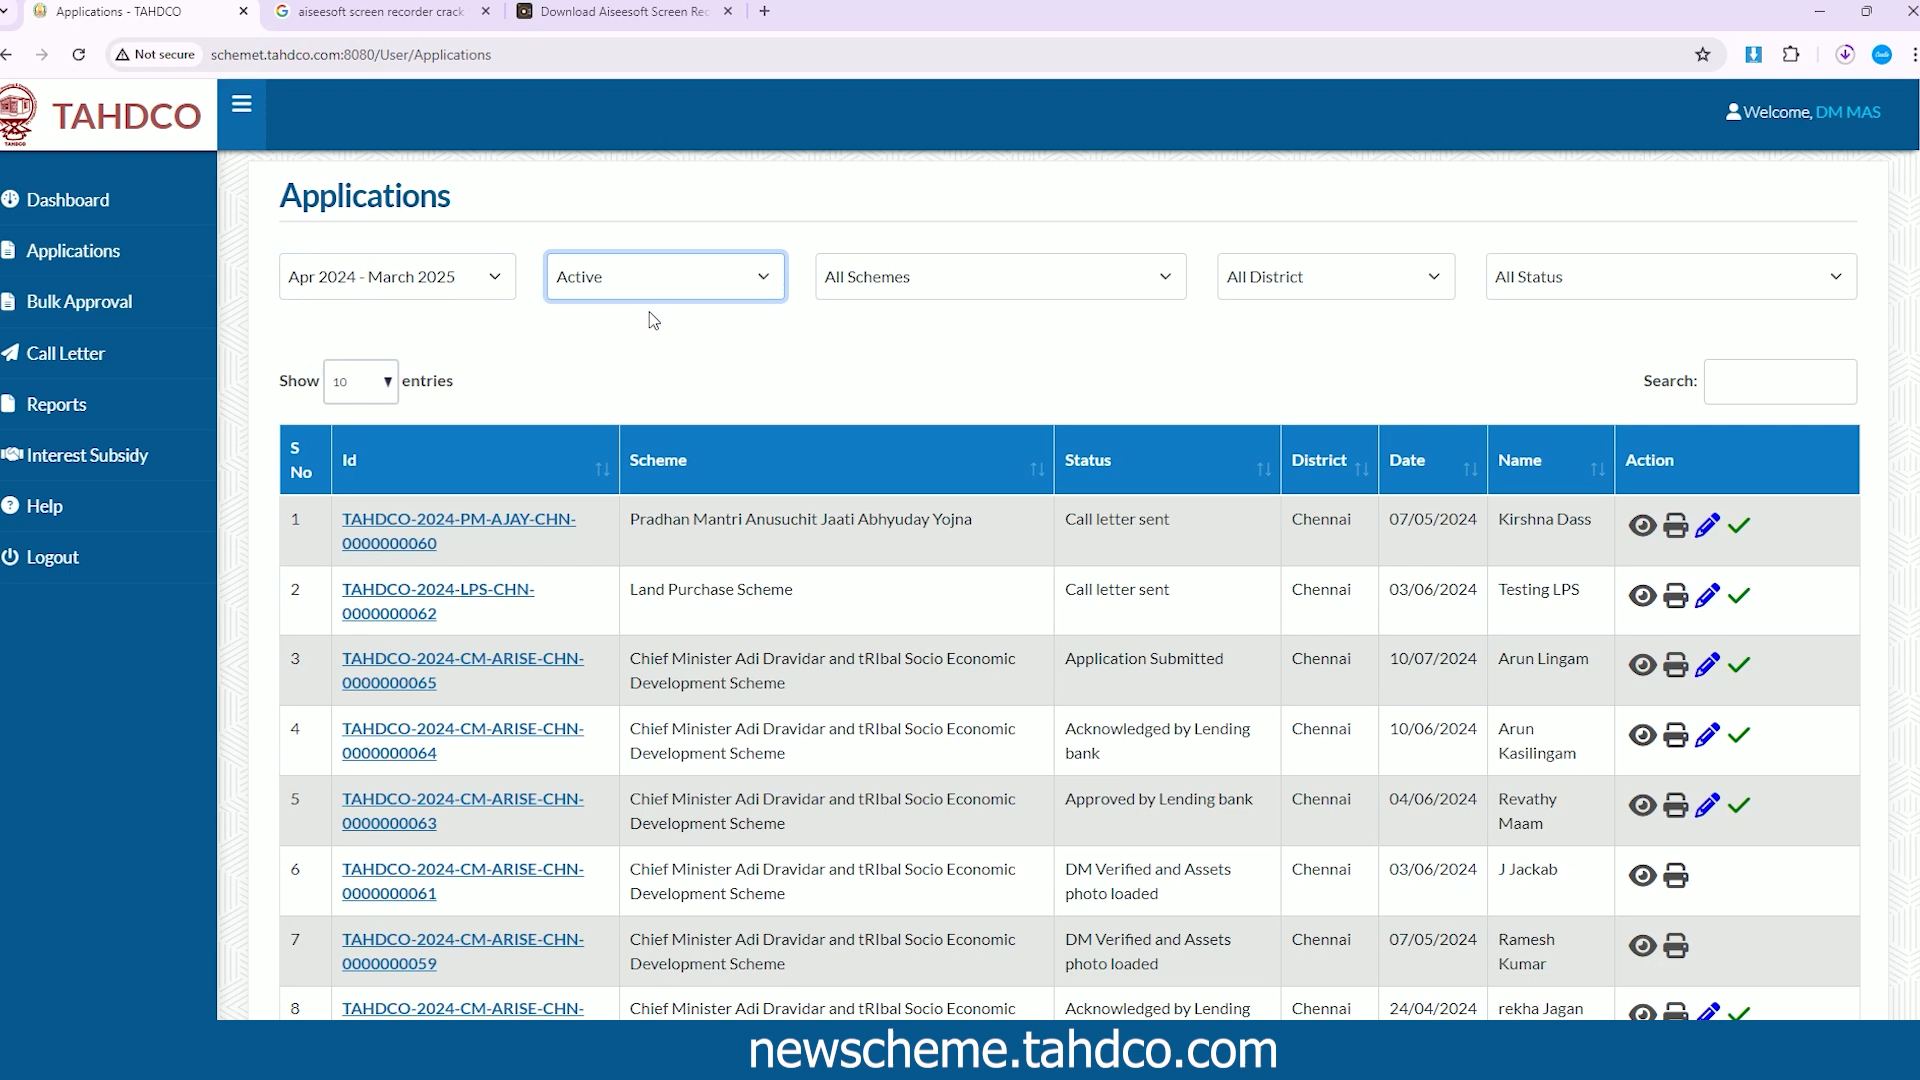 Applications - TAHDCO
aiseesoft screen recorder crack
Download Aiseesoft Screen Rec
Not secure
schemet.tahdco.com:8080/User/Applications
TAHDCO
TAHDCO
Welcome, DM MAS
Dashboard
Applications
Bulk Approval
Call Letter
Reports
Interest Subsidy
Help
Logout
Applications
Apr 2024 - March 2025
Active
All Schemes
All District
All Status
Show 10 entries
Search:
S No
Id
Scheme
Status
District
Date
Name
Action
1
TAHDCO-2024-PM-AJAY-CHN-
0000000060
Pradhan Mantri Anusuchit Jaati Abhyuday Yojna
Call letter sent
Chennai
07/05/2024
Kirshna Dass
2
TAHDCO-2024-LPS-CHN-
0000000062
Land Purchase Scheme
Call letter sent
Chennai
03/06/2024
Testing LPS
3
TAHDCO-2024-CM-ARISE-CHN-
0000000065
Chief Minister Adi Dravidar and tRIbal Socio Economic
Development Scheme
Application Submitted
Chennai
10/07/2024
Arun Lingam
4
TAHDCO-2024-CM-ARISE-CHN-
0000000064
Chief Minister Adi Dravidar and tRIbal Socio Economic
Development Scheme
Acknowledged by Lending
bank
Chennai
10/06/2024
Arun
Kasilingam
5
TAHDCO-2024-CM-ARISE-CHN-
0000000063
Chief Minister Adi Dravidar and tRIbal Socio Economic
Development Scheme
Approved by Lending bank
Chennai
04/06/2024
Revathy
Maam
6
TAHDCO-2024-CM-ARISE-CHN-
0000000061
Chief Minister Adi Dravidar and tRIbal Socio Economic
Development Scheme
DM Verified and Assets
photo loaded
Chennai
03/06/2024
J Jackab
7
TAHDCO-2024-CM-ARISE-CHN-
0000000059
Chief Minister Adi Dravidar and tRIbal Socio Economic
Development Scheme
DM Verified and Assets
photo loaded
Chennai
07/05/2024
Ramesh
Kumar
8
TAHDCO-2024-CM-ARISE-CHN-
Chief Minister Adi Dravidar and tRIbal Socio Economic
Acknowledged by Lending
Chennai
24/04/2024
rekha Jagan
newscheme.tahdco.com